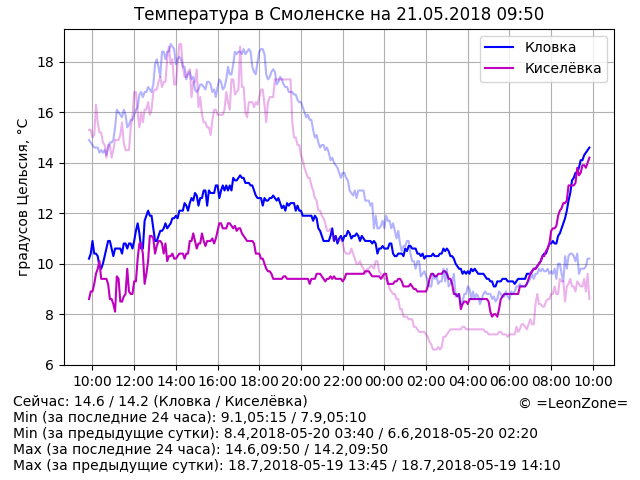 Температура в Смоленске на 21.05.2018 09:50
Кловка
Киселёвка
градусов Цельсия, °C
18
16
14
12
10
8
6
10:00 12:00 14:00 16:00 18:00 20:00 22:00 00:00 02:00 04:00 06:00 08:00 10:00
Сейчас: 14.6 / 14.2 (Кловка / Киселёвка)
© =LeonZone=
Min (за последние 24 часа): 9.1,05:15 / 7.9,05:10
Min (за предыдущие сутки): 8.4,2018-05-20 03:40 / 6.6,2018-05-20 02:20
Max (за последние 24 часа): 14.6,09:50 / 14.2,09:50
Max (за предыдущие сутки): 18.7,2018-05-19 13:45 / 18.7,2018-05-19 14:10